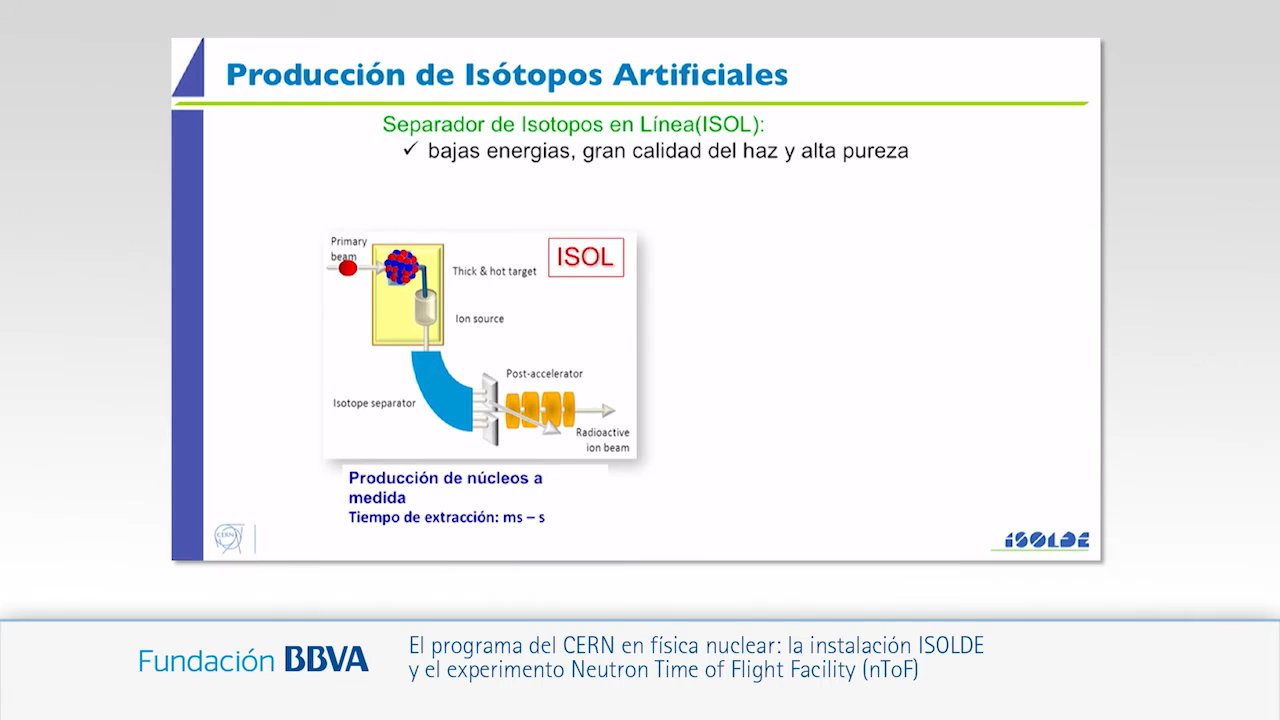 Producción de Isótopos Artificiales
Separador de Isotopos en Línea(ISOL):
✓ bajas energias, gran calidad del haz y alta pureza
Primary
beam
ISOL
Thick & hot target
Ion source
Post-accelerator
Isotope separator
Radioactive
ion beam
Producción de núcleos a
medida
Tiempo de extracción: ms – s
CERN
ISOLDE
Fundación BBVA
El programa del CERN en física nuclear: la instalación ISOLDE
y el experimento Neutron Time of Flight Facility (nToF)